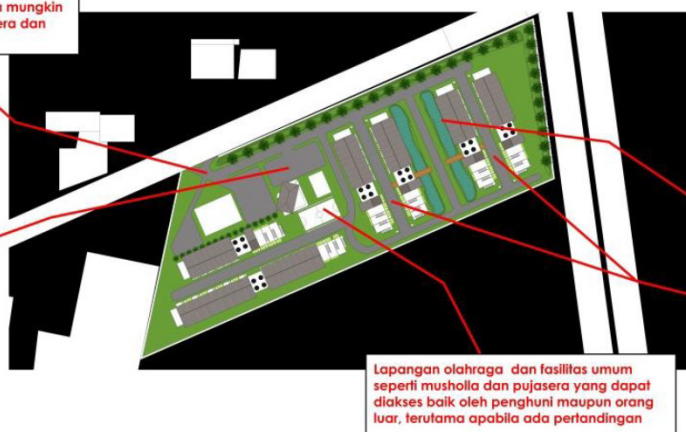 mungkin
era dan
Lapangan olahraga dan fasilitas umum
seperti musholla dan pujasera yang dapat
diakses baik oleh penghuni maupun orang
luar, terutama apabila ada pertandingan